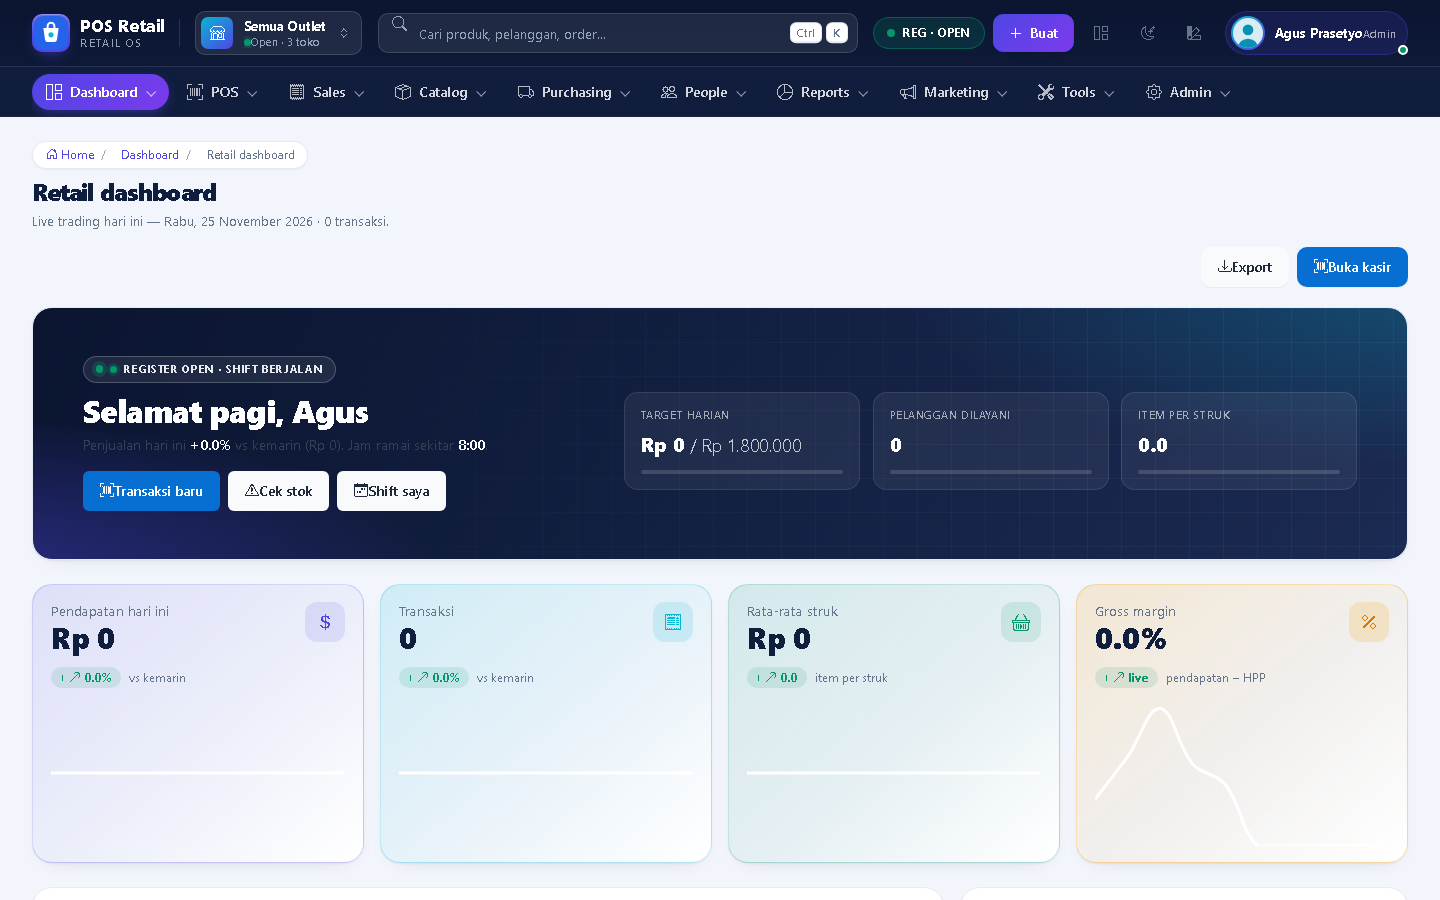 POS Retail
RETAIL OS
Semua Outlet
Open · 3 toko
Cari produk, pelanggan, order...
Ctrl K
REG · OPEN
+ Buat
Agus Prasetyo Admin
Dashboard
POS
Sales
Catalog
Purchasing
People
Reports
Marketing
Tools
Admin
Home / Dashboard / Retail dashboard
Retail dashboard
Live trading hari ini — Rabu, 25 November 2026 · 0 transaksi.
Export
Buka kasir
REGISTER OPEN · SHIFT BERJALAN
Selamat pagi, Agus
Penjualan hari ini +0.0% vs kemarin (Rp 0). Jam ramai sekitar 8:00
Transaksi baru
Cek stok
Shift saya
TARGET HARIAN
Rp 0 / Rp 1.800.000
PELANGGAN DILAYANI
0
ITEM PER STRUK
0.0
Pendapatan hari ini
Rp 0
$
0.0% vs kemarin
Transaksi
0
0.0% vs kemarin
Rata-rata struk
Rp 0
0.0 item per struk
Gross margin
0.0%
%
live pendapatan − HPP